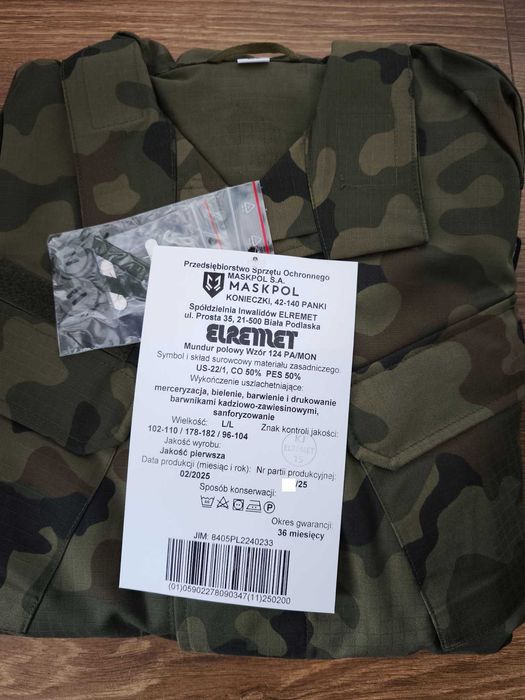 Przedsiębiorstwo Sprzętu Ochronnego
MASKPOL S.A.
MASKPOL
KONIECZKI, 42-140 PANKI
Spółdzielnia Inwalidów ELREMET
ul. Prosta 35, 21-500 Biała Podlaska
ELREMET
Mundur polowy Wzór 124 PA/MON
Symbol i skład surowcowy materiału zasadniczego.
US-22/1, CO 50% PES 50%
Wykończenie uszlachetniające:
merceryzacja, bielenie, barwienie i drukowanie
barwnikami kadziowo-zawiesinowymi,
sanforyzowanie
Wielkość: L/L
102-110 / 178-182 / 96-104
Znak kontroli jakości:
KJ
ELREMET
15
Jakość wyrobu:
Jakość pierwsza
Data produkcji (miesiąc i rok):
02/2025
Nr partii produkcyjnej:
/25
Sposób konserwacji:
P
Okres gwarancji:
36 miesięcy
JIM: 8405PL2240233
(01)05902278090347(11)250200